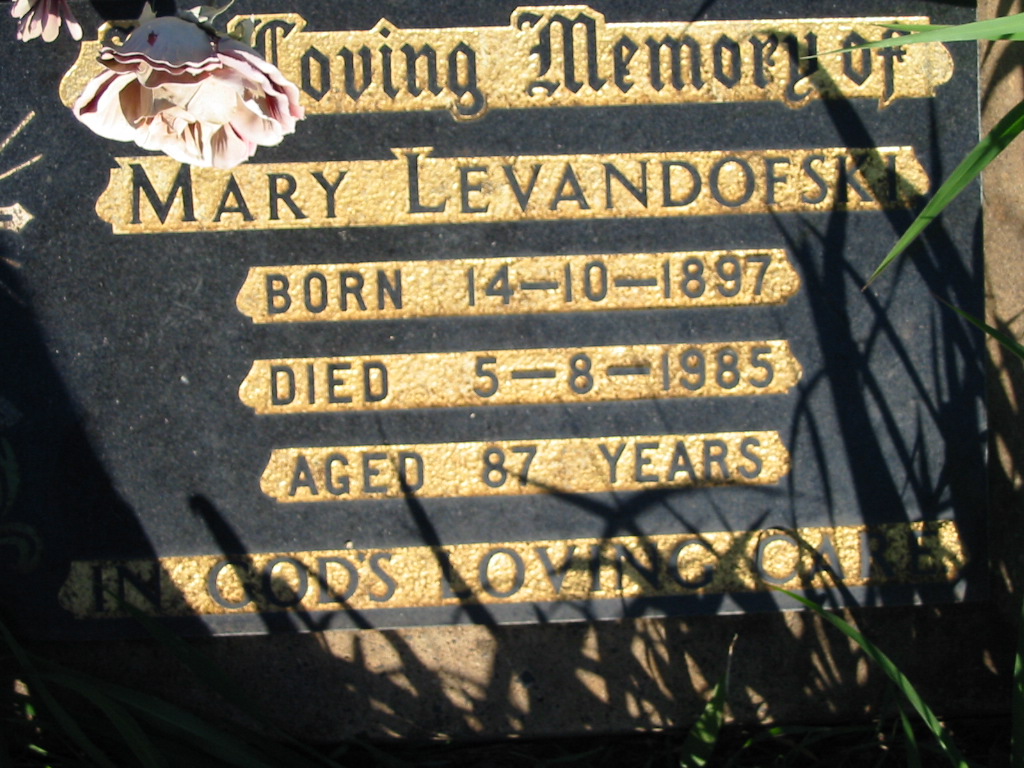 Loving Memory of
MARY LEVANDOFSKI
BORN 14-10-1897
DIED 5-8-1985
AGED 87 YEARS
IN GOD'S LOVING CARE